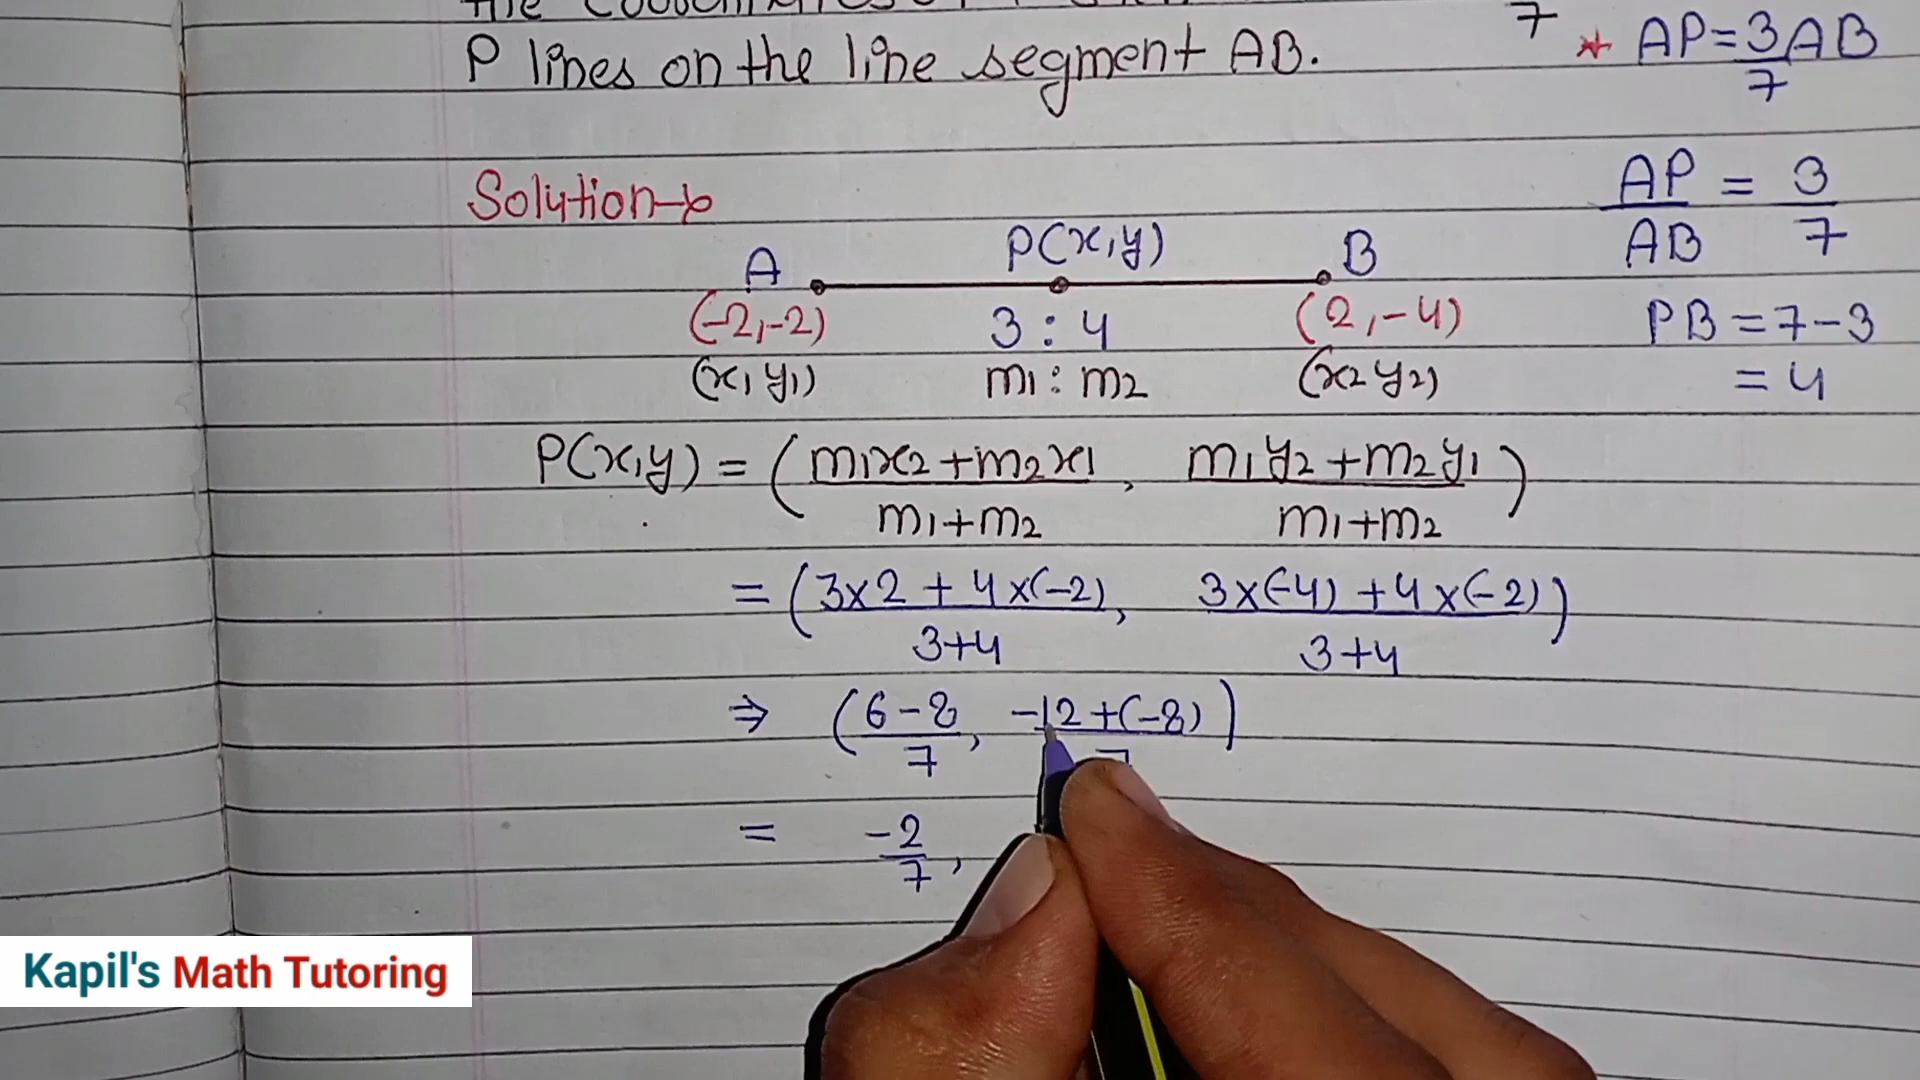 P lines on the line segment AB.
7 * AP=3/7 AB
Solution→
AP/AB = 3/7
A P(x,y) B
(-2,-2) 3 : 4 (2,-4)
PB = 7-3
(x1 y1) m1 : m2 (x2 y2)
= 4
P(x,y) = (m1x2+m2x1/m1+m2, m1y2+m2y1/m1+m2)
= (3x2 + 4x(-2)/3+4, 3x(-4) + 4x(-2)/3+4)
⇒ (6-8/7, -12+(-8)/7)
= -2/7,
Kapil's Math Tutoring